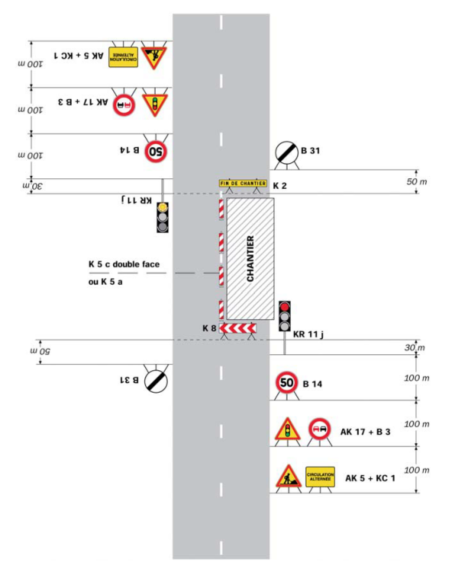 CIRCULATION
ALTERNÉE
AK 5 + KC 1
100 m
AK 17 + B 3
100 m
50
B 14
100 m
30 m
KR 11 j
B 31
FIN DE CHANTIER
K 2
50 m
CHANTIER
K 5 c double face
ou K 5 a
K 8
KR 11 j
30 m
50 m
B 31
50
B 14
100 m
AK 17 + B 3
100 m
CIRCULATION
ALTERNÉE
AK 5 + KC 1
100 m